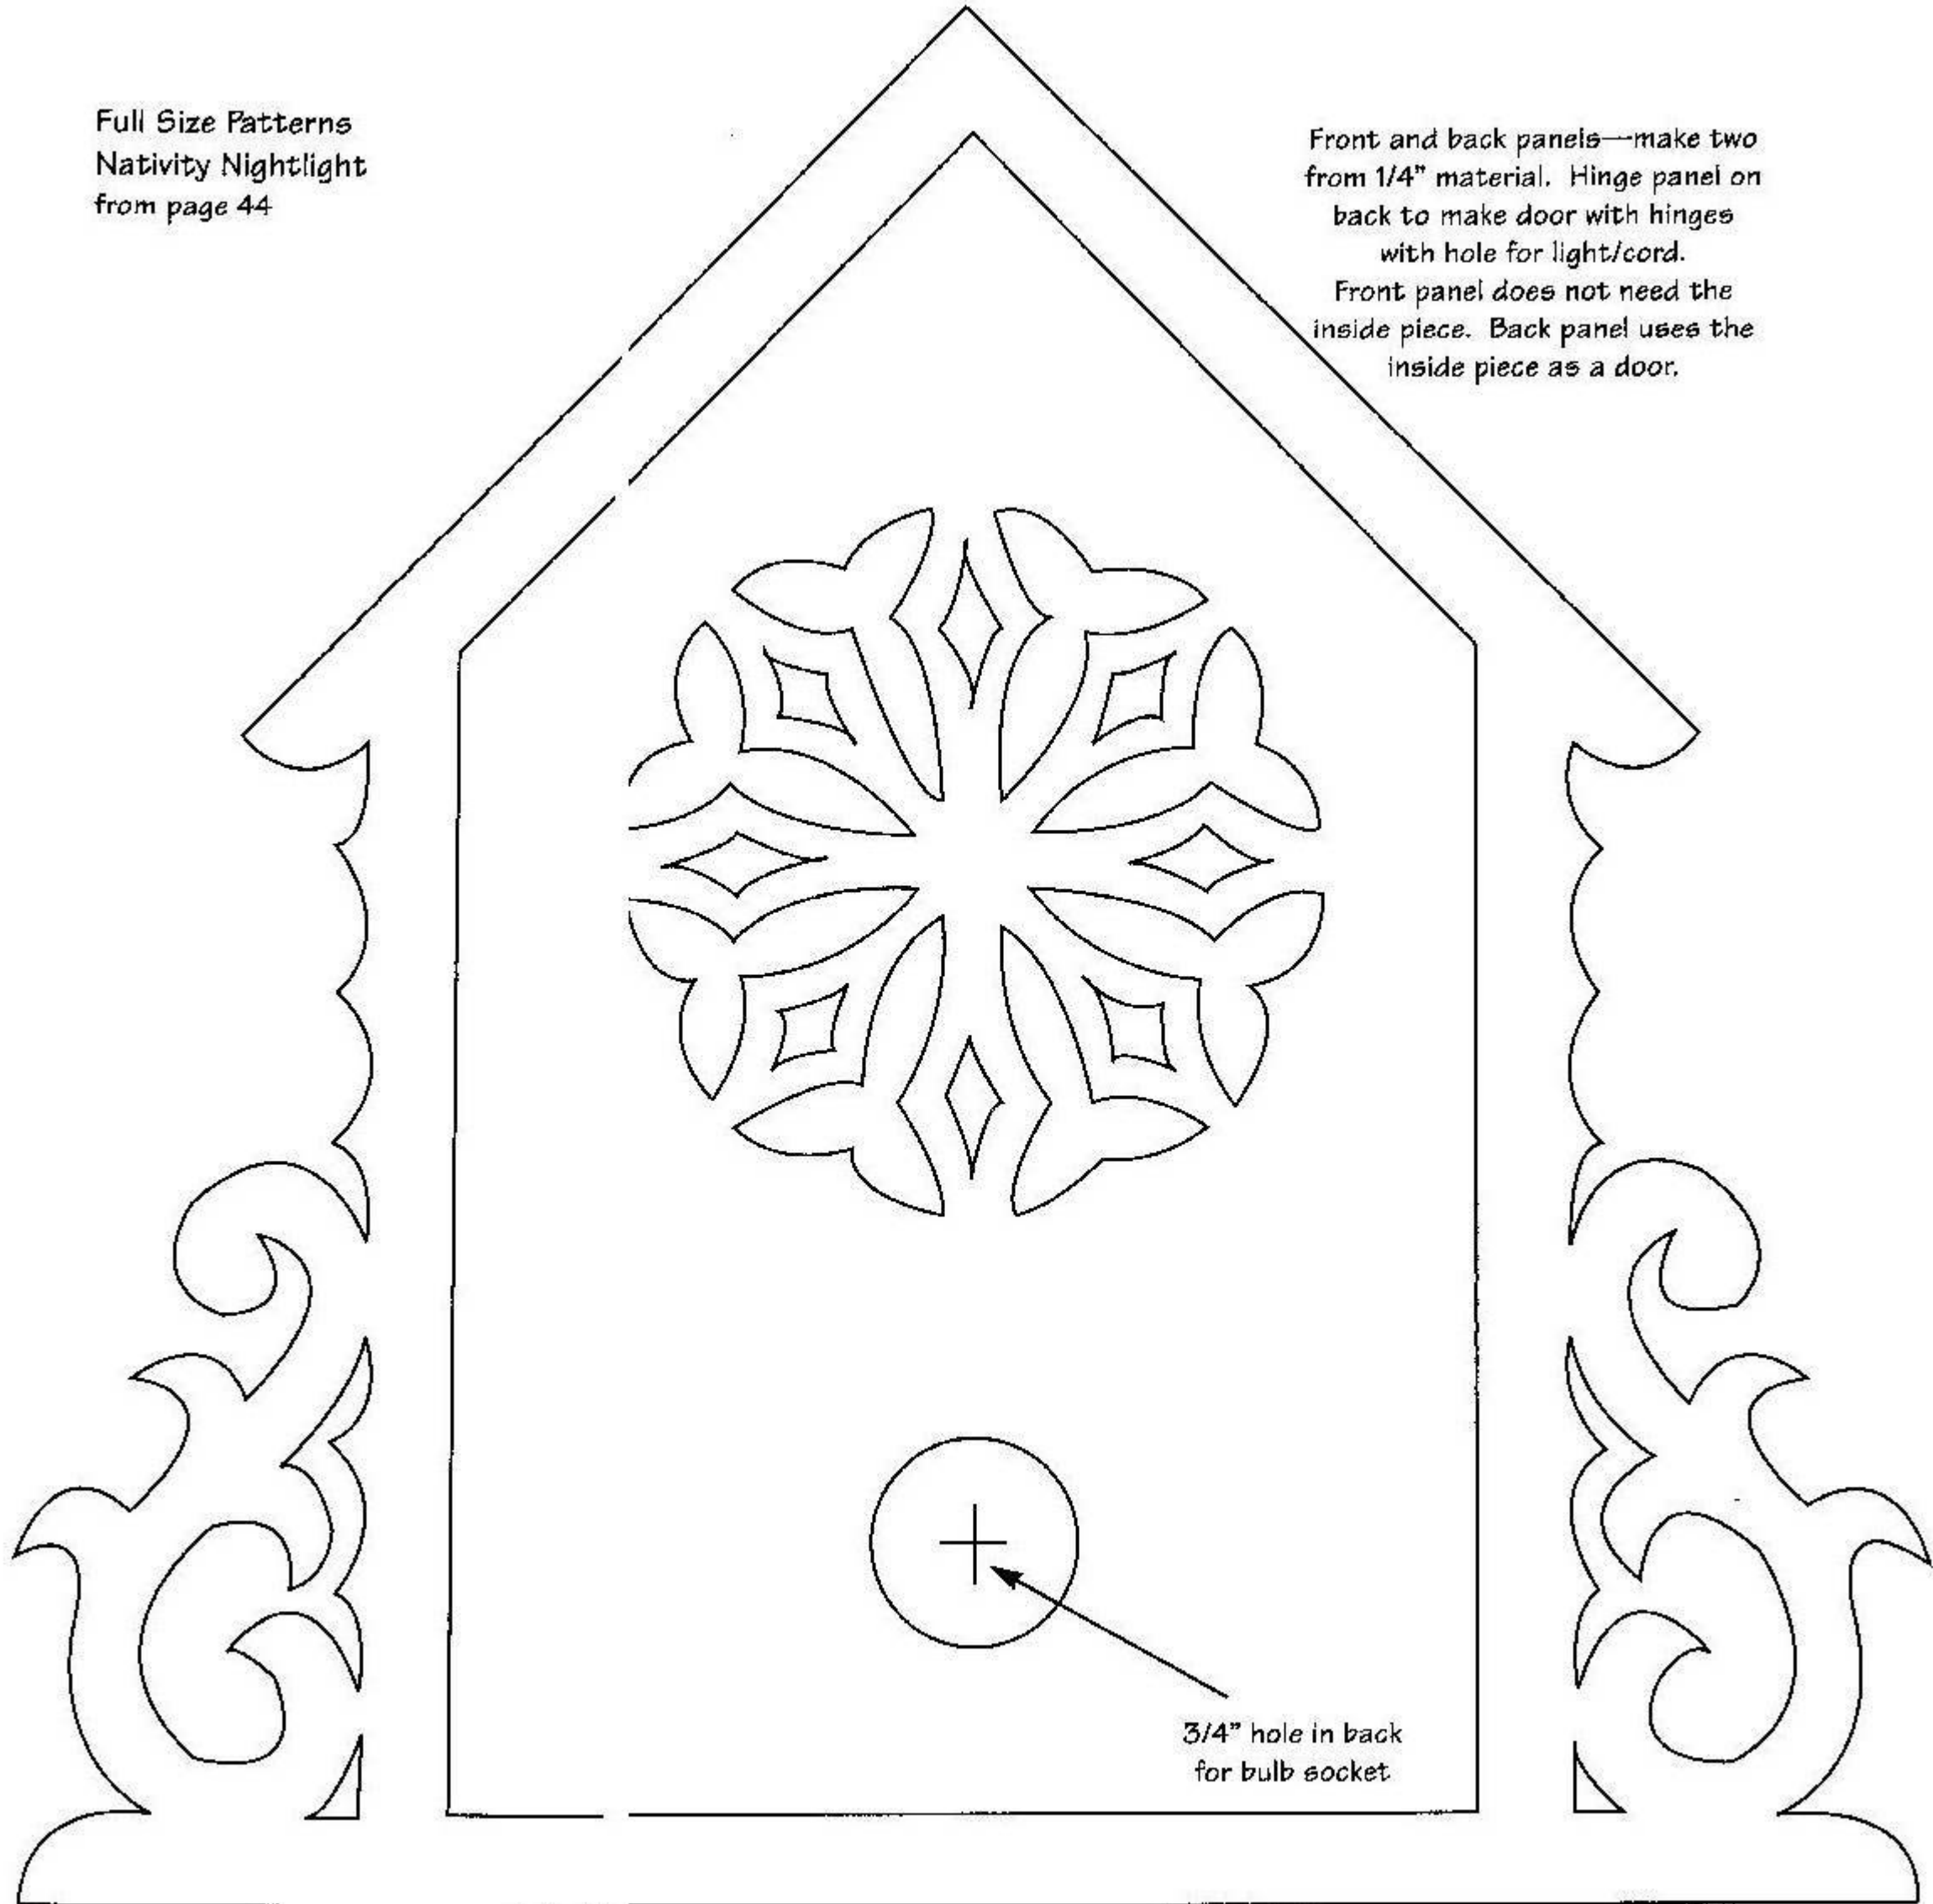 Full Size Patterns
Nativity Nightlight
from page 44
Front and back panels—make two
from 1/4" material. Hinge panel on
back to make door with hinges
with hole for light/cord.
Front panel does not need the
inside piece. Back panel uses the
inside piece as a door.
3/4" hole in back
for bulb socket